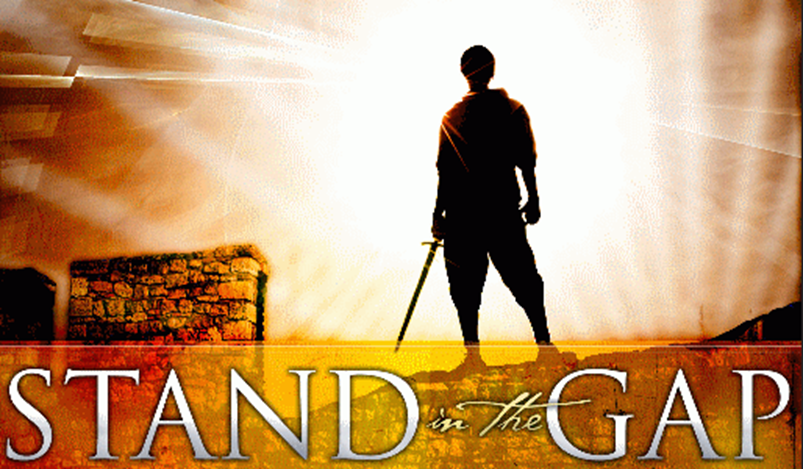 STAND in the GAP